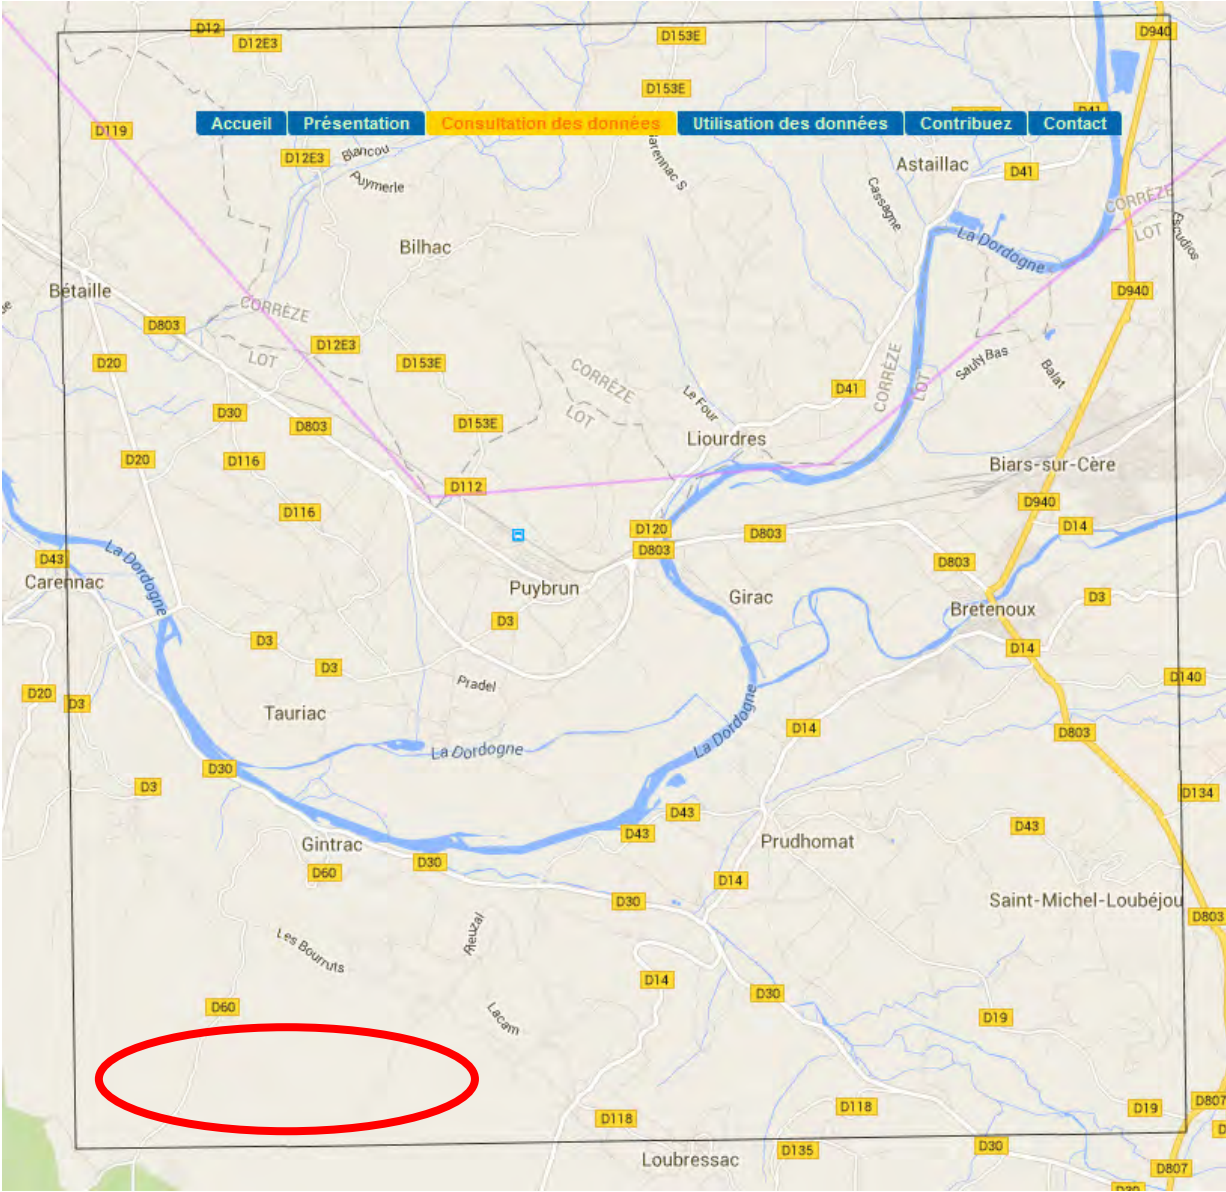 D12
D12E3
D153E
D940
D153E
D41
D119
Accueil
Présentation
Consultation des données
Utilisation des données
Contribuez
Contact
D12E3
Blancou
Puymerle
Astaillac
D41
Cassagne
CORRÈZE
LOT
Escudios
La Dordogne
Bilhac
Bétaille
D940
CORRÈZE
LOT
D803
D12E3
D20
D153E
CORRÈZE
LOT
CORRÈZE
LOT
Sauly Bas
Balat
D41
Le Four
D30
D803
D153E
Liourdres
D20
D116
Biars-sur-Cère
D112
D940
D116
D120
D803
D14
D43
La Dordogne
D803
D803
Carennac
Puybrun
Girac
D3
Bretenoux
D3
D3
D3
D14
D20
D3
Pradel
D140
Tauriac
La Dordogne
La Dordogne
D14
D803
D30
D3
D134
D43
D43
D43
Gintrac
D30
Prudhomat
D60
D14
D30
Saint-Michel-Loubéjou
D803
Meuzal
Les Bourruts
D14
D30
D60
Lacam
D19
D118
D118
D19
D807
Loubressac
D135
D30
D807
D30